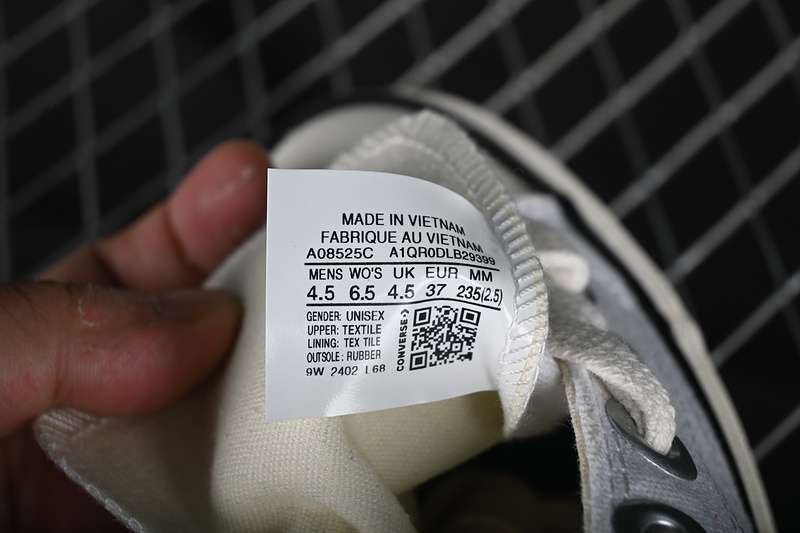 MADE IN VIETNAM
FABRIQUE AU VIETNAM
A08525C A1QR0DLB29399
MENS WO'S UK EUR MM
4.5 6.5 4.5 37 235(2.5)
GENDER: UNISEX
UPPER: TEXTILE
LINING: TEX TILE
OUTSOLE: RUBBER
9W 2402 L68
CONVERSE